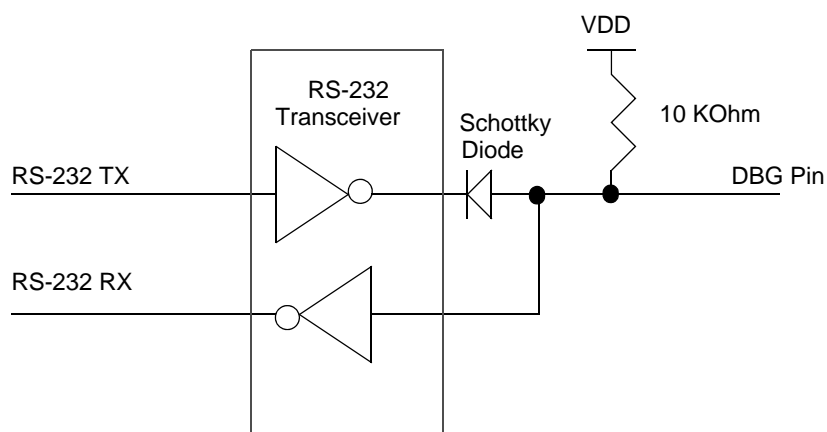 VDD
RS-232
Transceiver
Schottky
Diode
10 KOhm
RS-232 TX
DBG Pin
RS-232 RX